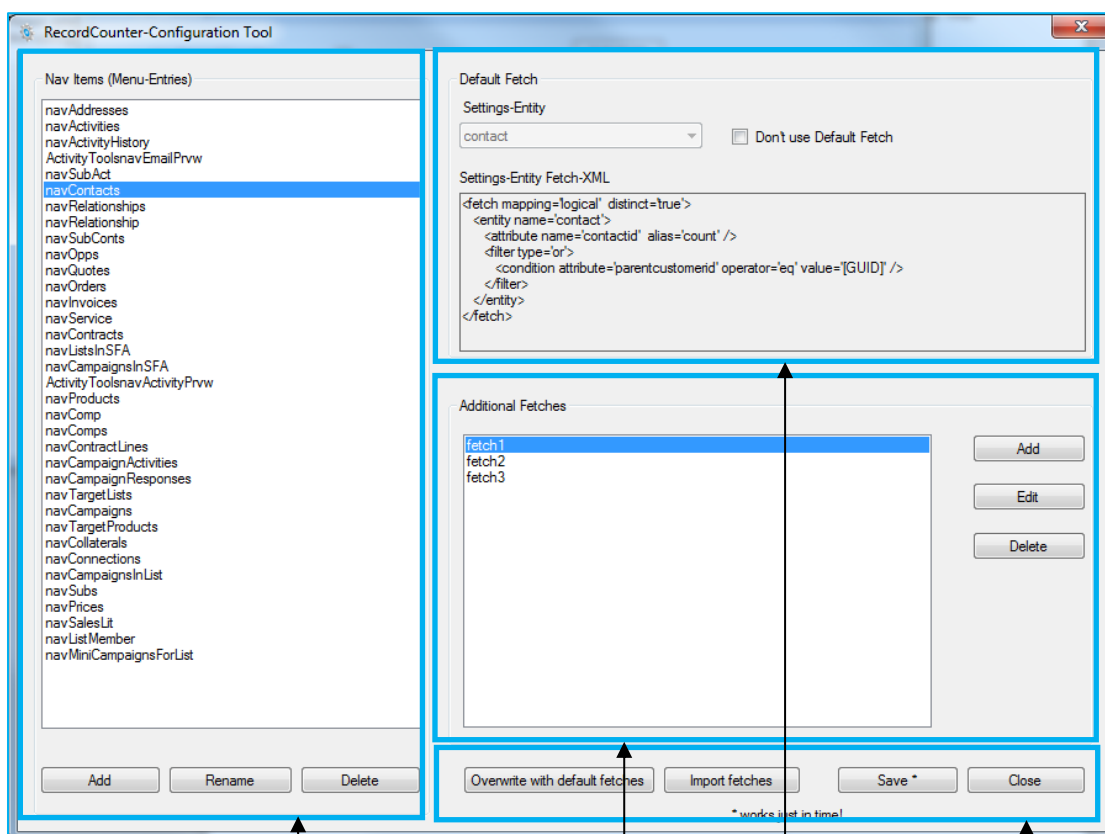 RecordCounter-Configuration Tool
Nav Items (Menu-Entries)
navAddresses
navActivities
navActivityHistory
ActivityToolsnavEmailPrvw
navSubAct
navContacts
navRelationships
navRelationship
navSubConts
navOpps
navQuotes
navOrders
navInvoices
navService
navContracts
navListsInSFA
navCampaignsInSFA
ActivityToolsnavActivityPrvw
navProducts
navComp
navComps
navContractLines
navCampaignActivities
navCampaignResponses
navTargetLists
navCampaigns
navTargetProducts
navCollaterals
navConnections
navCampaignsInList
navSubs
navPrices
navSalesLit
navListMember
navMiniCampaignsForList
Add Rename Delete
Default Fetch
Settings-Entity
contact Don't use Default Fetch
Settings-Entity Fetch-XML
<fetch mapping='logical' distinct='true'>
<entity name='contact'>
<attribute name='contactid' alias='count' />
<filter type='or'>
<condition attribute='parentcustomerid' operator='eq' value='[GUID]' />
</filter>
</entity>
</fetch>
Additional Fetches
fetch1
fetch2
fetch3
Add
Edit
Delete
Overwrite with default fetches Import fetches Save * Close
* works just in time!